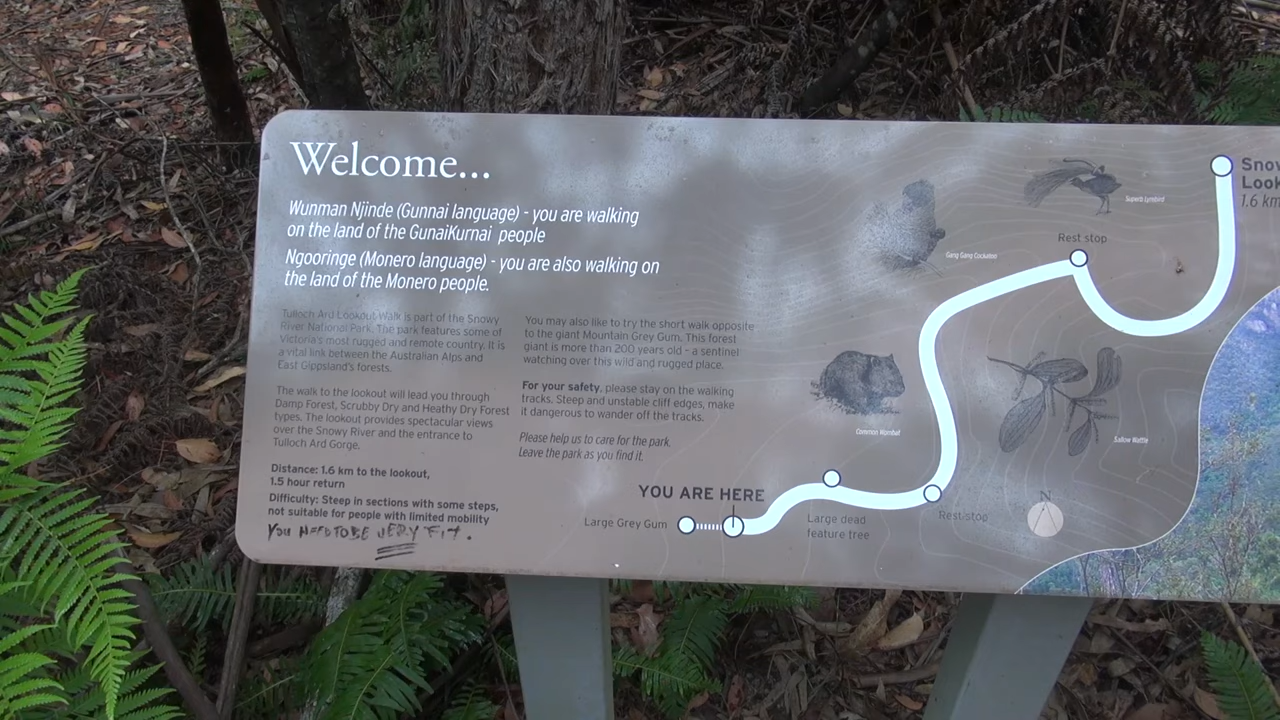 Welcome...
Wunman Njinde (Gunnai language) - you are walking
on the land of the GunaiKurnai people
Ngooringe (Monero language) - you are also walking on
the land of the Monero people.
Tulloch Ard Lookout Walk is part of the Snowy
River National Park. The park features some of
Victoria's most rugged and remote country. It is
a vital link between the Australian Alps and
East Gippsland's forests.
The walk to the lookout will lead you through
Damp Forest, Scrubby Dry and Heathy Dry Forest
types. The lookout provides spectacular views
over the Snowy River and the entrance to
Tulloch Ard Gorge.
Distance: 1.6 km to the lookout,
1.5 hour return
Difficulty: Steep in sections with some steps,
not suitable for people with limited mobility
YOU NEED TO BE VERY FIT.
You may also like to try the short walk opposite
to the giant Mountain Grey Gum. This forest
giant is more than 200 years old - a sentinel
watching over this wild and rugged place.
For your safety, please stay on the walking
tracks. Steep and unstable cliff edges, make
it dangerous to wander off the tracks.
Please help us to care for the park.
Leave the park as you find it.
YOU ARE HERE
Large Grey Gum
Large dead
feature tree
Rest stop
Common Wombat
Gang Gang Cockatoo
Rest stop
Superb Lyrebird
Sallow Wattle
N
Snow
Look
1.6 km